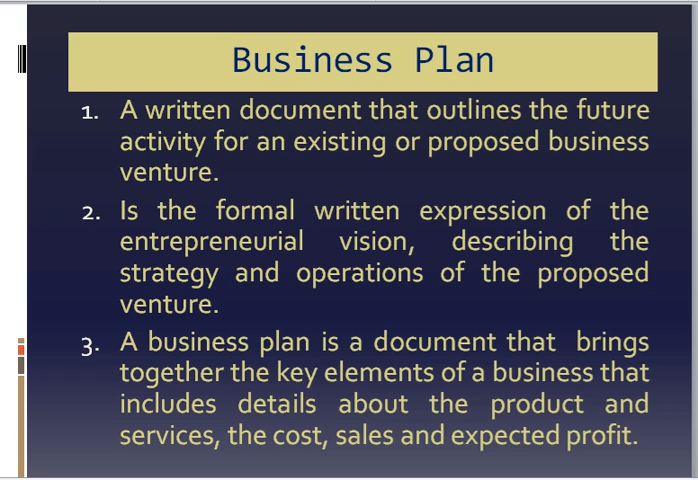 Business Plan
1. A written document that outlines the future
activity for an existing or proposed business
venture.
2. Is the formal written expression of the
entrepreneurial vision, describing the
strategy and operations of the proposed
venture.
3. A business plan is a document that brings
together the key elements of a business that
includes details about the product and
services, the cost, sales and expected profit.